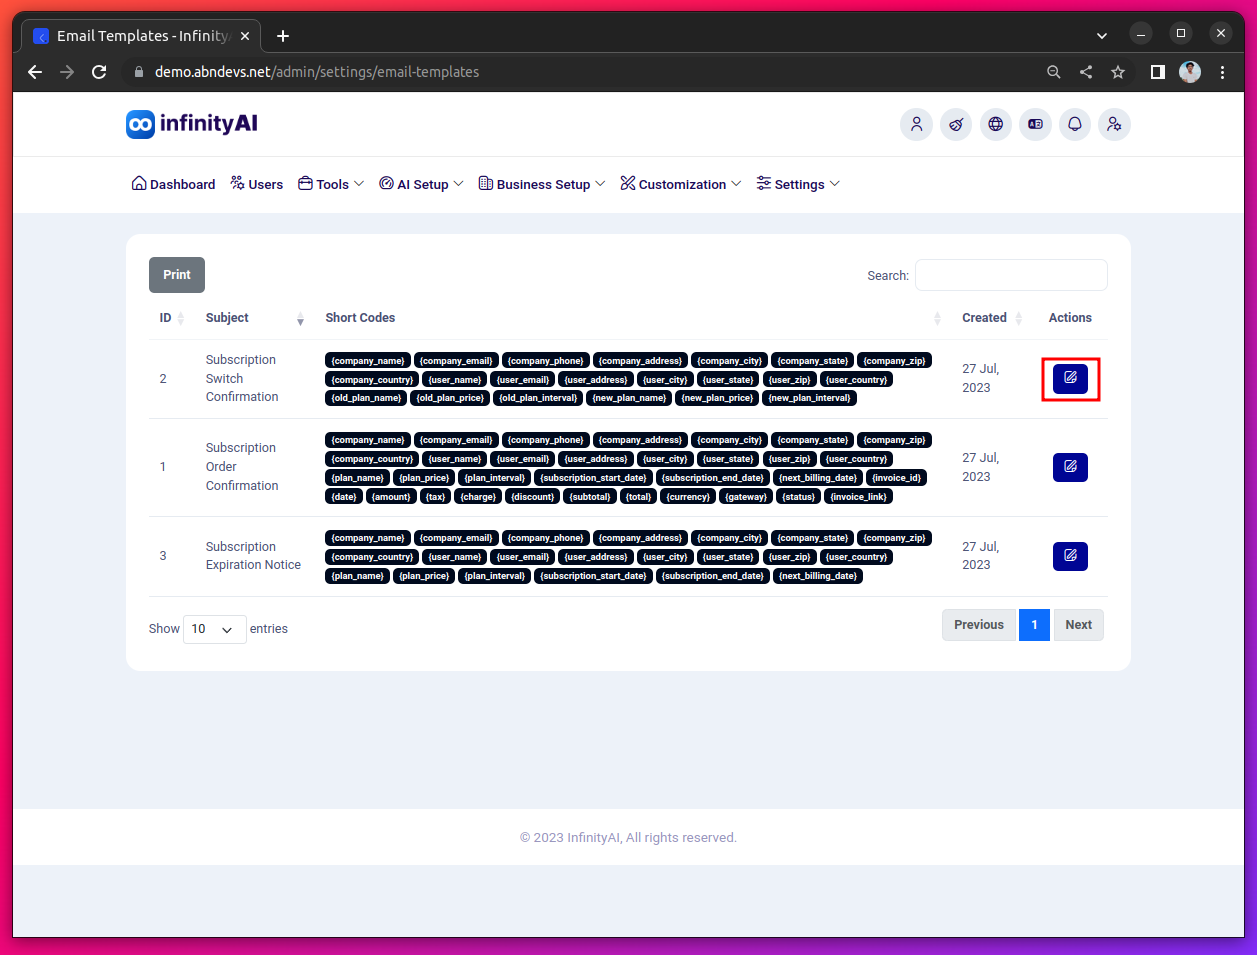 Email Templates - Infinity
demo.abndevs.net/admin/settings/email-templates
infinityAI
Dashboard Users Tools AI Setup Business Setup Customization Settings
Print Search:
ID Subject Short Codes Created Actions
2 Subscription Switch Confirmation
{company_name} {company_email} {company_phone} {company_address} {company_city} {company_state} {company_zip}
{company_country} {user_name} {user_email} {user_address} {user_city} {user_state} {user_zip} {user_country}
{old_plan_name} {old_plan_price} {old_plan_interval} {new_plan_name} {new_plan_price} {new_plan_interval}
27 Jul, 2023
1 Subscription Order Confirmation
{company_name} {company_email} {company_phone} {company_address} {company_city} {company_state} {company_zip}
{company_country} {user_name} {user_email} {user_address} {user_city} {user_state} {user_zip} {user_country}
{plan_name} {plan_price} {plan_interval} {subscription_start_date} {subscription_end_date} {next_billing_date} {invoice_id}
{date} {amount} {tax} {charge} {discount} {subtotal} {total} {currency} {gateway} {status} {invoice_link}
27 Jul, 2023
3 Subscription Expiration Notice
{company_name} {company_email} {company_phone} {company_address} {company_city} {company_state} {company_zip}
{company_country} {user_name} {user_email} {user_address} {user_city} {user_state} {user_zip} {user_country}
{plan_name} {plan_price} {plan_interval} {subscription_start_date} {subscription_end_date} {next_billing_date}
27 Jul, 2023
Show 10 entries Previous 1 Next
© 2023 InfinityAI, All rights reserved.